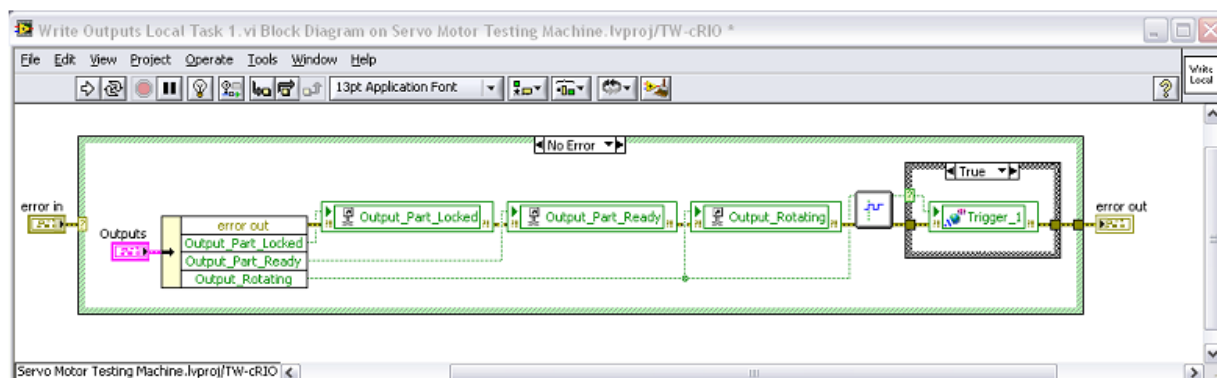 Write Outputs Local Task 1.vi Block Diagram on Servo Motor Testing Machine.lvproj/TW-cRIO *
File Edit View Project Operate Tools Window Help
13pt Application Font
Write
Local
No Error
True
error in
Outputs
error out
Output_Part_Locked
Output_Part_Ready
Output_Rotating
Output_Part_Locked
Output_Part_Ready
Output_Rotating
Trigger_1
error out
Servo Motor Testing Machine.lvproj/TW-cRIO